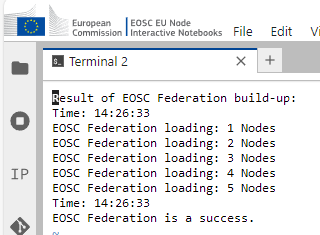 European Commission
EOSC EU Node
Interactive Notebooks
File
Edit
Terminal 2
IP
Result of EOSC Federation build-up:
Time: 14:26:33
EOSC Federation loading: 1 Nodes
EOSC Federation loading: 2 Nodes
EOSC Federation loading: 3 Nodes
EOSC Federation loading: 4 Nodes
EOSC Federation loading: 5 Nodes
Time: 14:26:33
EOSC Federation is a success.
~